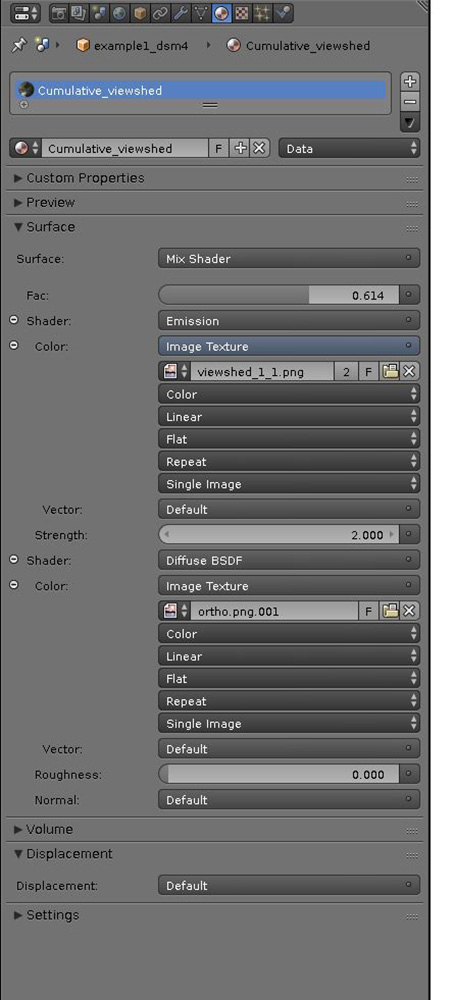 example1_dsm4 Cumulative_viewshed
Cumulative_viewshed
Cumulative_viewshed F Data
Custom Properties
Preview
Surface
Surface: Mix Shader
Fac: 0.614
Shader: Emission
Color: Image Texture
viewshed_1_1.png 2 F
Color
Linear
Flat
Repeat
Single Image
Vector: Default
Strength: 2.000
Shader: Diffuse BSDF
Color: Image Texture
ortho.png.001 F
Color
Linear
Flat
Repeat
Single Image
Vector: Default
Roughness: 0.000
Normal: Default
Volume
Displacement
Displacement: Default
Settings